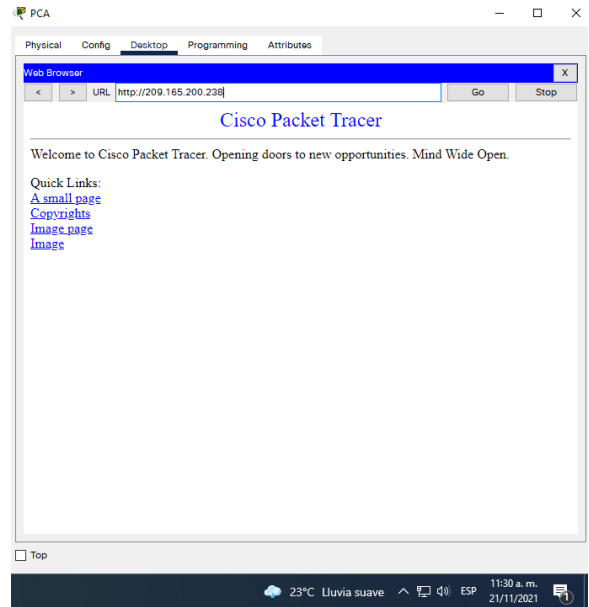 PCA
Physical Config Desktop Programming Attributes
Web Browser X
< > URL http://209.165.200.238 Go Stop
Cisco Packet Tracer
Welcome to Cisco Packet Tracer. Opening doors to new opportunities. Mind Wide Open.
Quick Links:
A small page
Copyrights
Image page
Image
Top
23°C Lluvia suave ESP 11:30 a. m.
21/11/2021 1